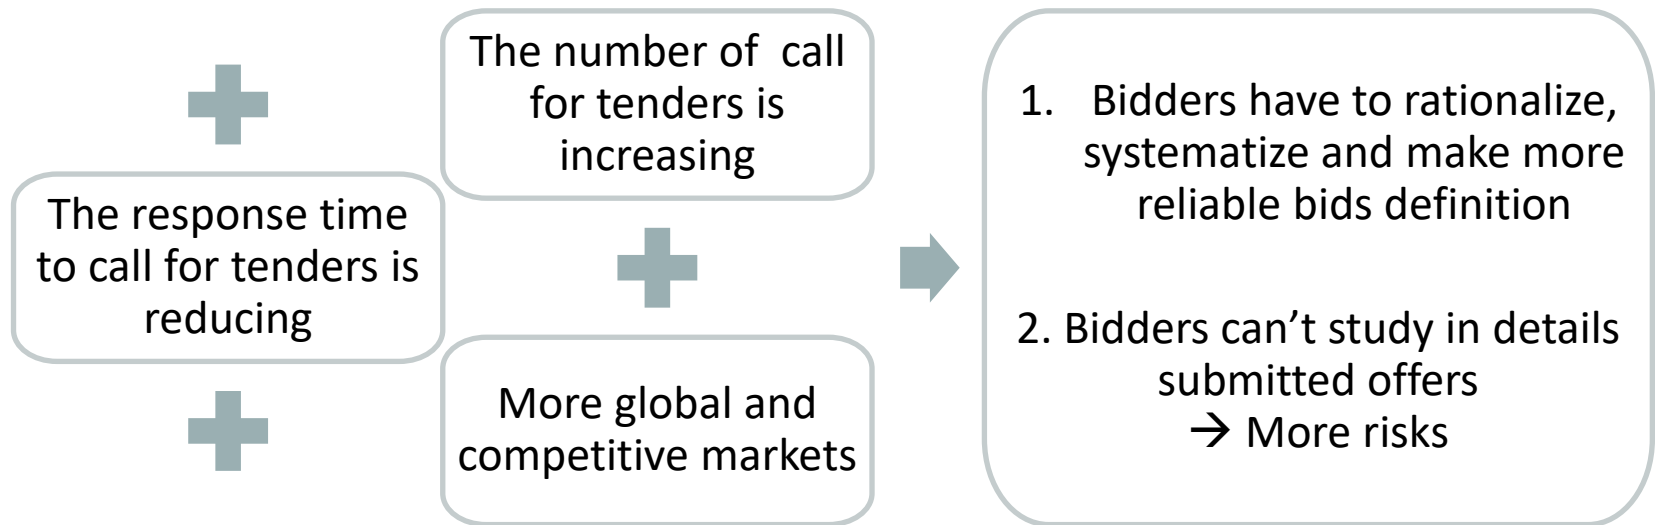 The number of call
for tenders is
increasing
The response time
to call for tenders is
reducing
More global and
competitive markets
1. Bidders have to rationalize,
systematize and make more
reliable bids definition
2. Bidders can’t study in details
submitted offers
→ More risks